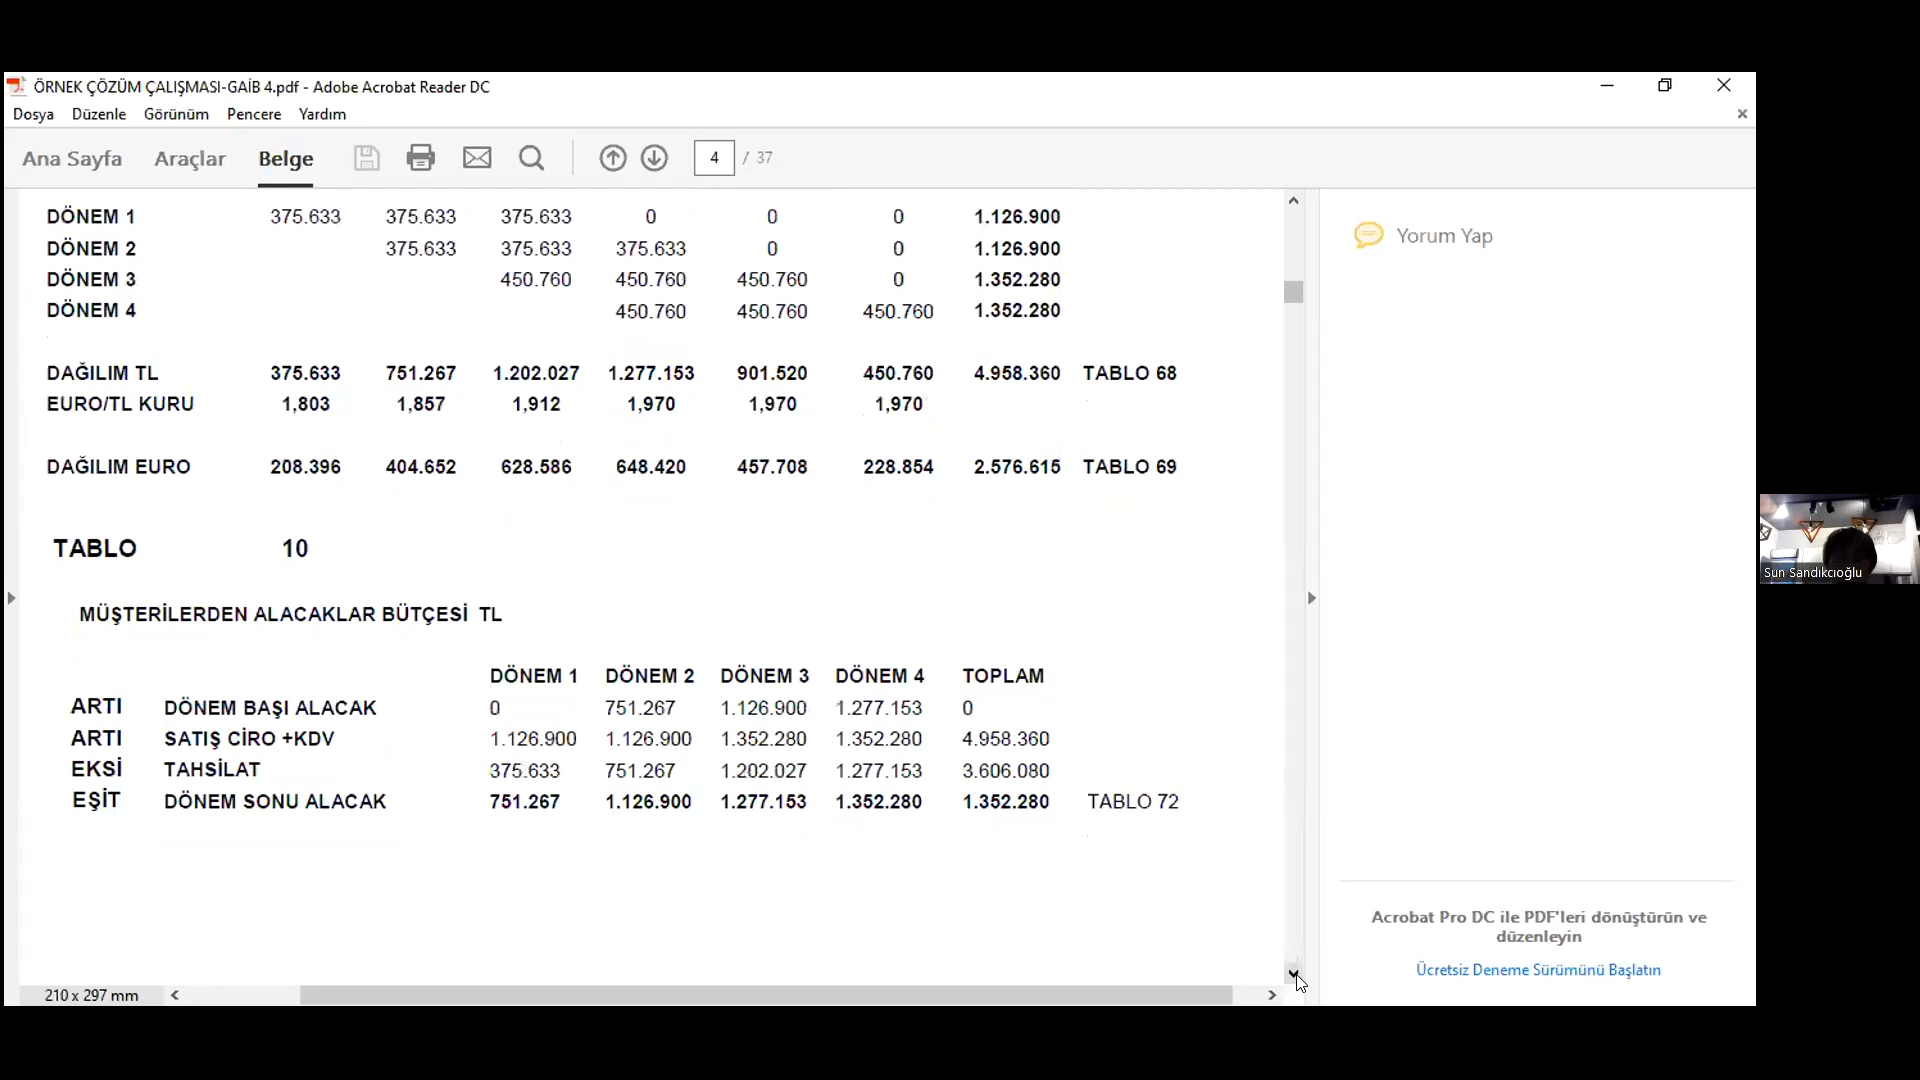 ÖRNEK ÇÖZÜM ÇALIŞMASI-GAİB 4.pdf - Adobe Acrobat Reader DC
Dosya Düzenle Görünüm Pencere Yardım
Ana Sayfa Araçlar Belge 4 / 37
DÖNEM 1 375.633 375.633 375.633 0 0 0 1.126.900
DÖNEM 2 375.633 375.633 375.633 0 0 1.126.900
DÖNEM 3 450.760 450.760 450.760 0 1.352.280
DÖNEM 4 450.760 450.760 450.760 1.352.280
DAĞILIM TL 375.633 751.267 1.202.027 1.277.153 901.520 450.760 4.958.360 TABLO 68
EURO/TL KURU 1,803 1,857 1,912 1,970 1,970 1,970
DAĞILIM EURO 208.396 404.652 628.586 648.420 457.708 228.854 2.576.615 TABLO 69
TABLO 10
MÜŞTERİLERDEN ALACAKLAR BÜTÇESİ TL
DÖNEM 1 DÖNEM 2 DÖNEM 3 DÖNEM 4 TOPLAM
ARTI DÖNEM BAŞI ALACAK 0 751.267 1.126.900 1.277.153 0
ARTI SATIŞ CİRO +KDV 1.126.900 1.126.900 1.352.280 1.352.280 4.958.360
EKSİ TAHSİLAT 375.633 751.267 1.202.027 1.277.153 3.606.080
EŞİT DÖNEM SONU ALACAK 751.267 1.126.900 1.277.153 1.352.280 1.352.280 TABLO 72
210 x 297 mm
Yorum Yap
Acrobat Pro DC ile PDF'leri dönüştürün ve
düzenleyin
Ücretsiz Deneme Sürümünü Başlatın
Sun Sandıkcıoğlu